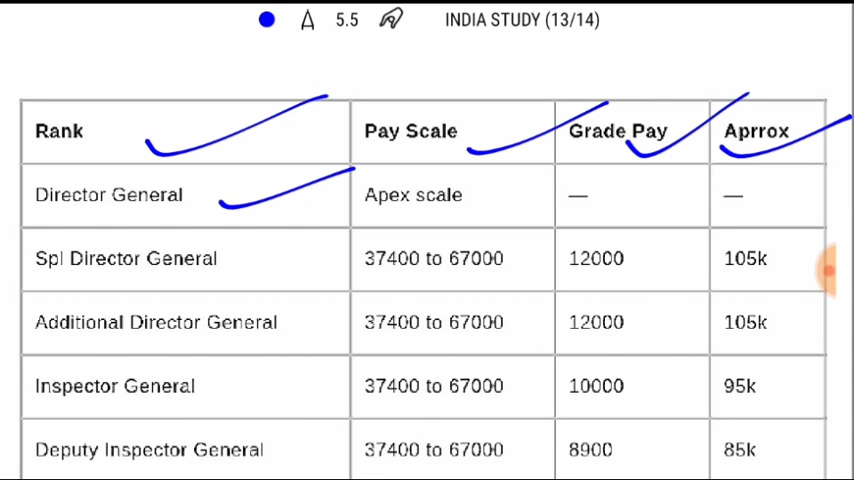 5.5 INDIA STUDY (13/14)
Rank Pay Scale Grade Pay Aprrox
Director General Apex scale — —
Spl Director General 37400 to 67000 12000 105k
Additional Director General 37400 to 67000 12000 105k
Inspector General 37400 to 67000 10000 95k
Deputy Inspector General 37400 to 67000 8900 85k